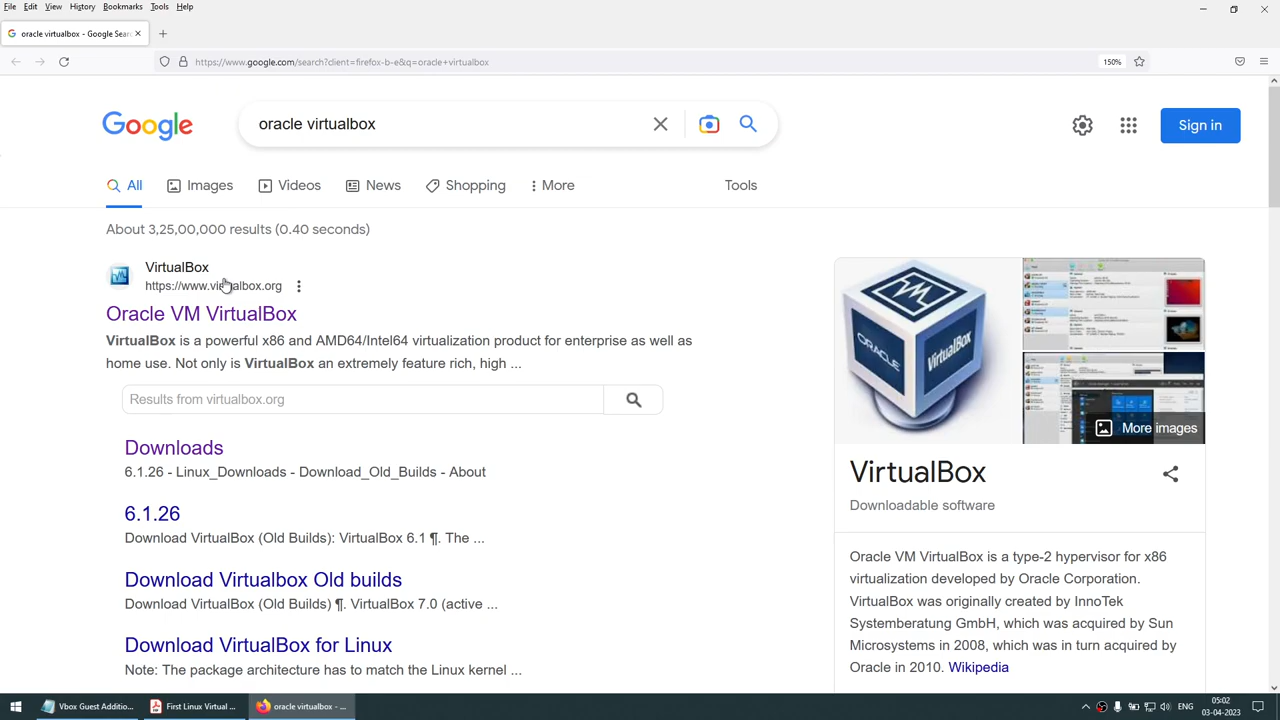 File Edit View History Bookmarks Tools Help
oracle virtualbox - Google Sear
https://www.google.com/search?client=firefox-b-e&q=oracle+virtualbox 150%
Google oracle virtualbox Sign in
All Images Videos News Shopping More Tools
About 3,25,00,000 results (0.40 seconds)
VirtualBox
https://www.virtualbox.org
Oracle VM VirtualBox
VirtualBox is a powerful x86 and AMD64/Intel64 virtualization product for enterprise as well as
home use. Not only is VirtualBox an extremely feature rich, high ...
Results from virtualbox.org
Downloads
6.1.26 - Linux_Downloads - Download_Old_Builds - About
6.1.26
Download VirtualBox (Old Builds): VirtualBox 6.1 ¶. The ...
Download Virtualbox Old builds
Download VirtualBox (Old Builds) ¶. VirtualBox 7.0 (active ...
Download VirtualBox for Linux
Note: The package architecture has to match the Linux kernel ...
ORACLE VirtualBox
More images
VirtualBox
Downloadable software
Oracle VM VirtualBox is a type-2 hypervisor for x86
virtualization developed by Oracle Corporation.
VirtualBox was originally created by InnoTek
Systemberatung GmbH, which was acquired by Sun
Microsystems in 2008, which was in turn acquired by
Oracle in 2010. Wikipedia
Vbox Guest Additio... First Linux Virtual ... oracle virtualbox - ... ENG 05:02
03-04-2023